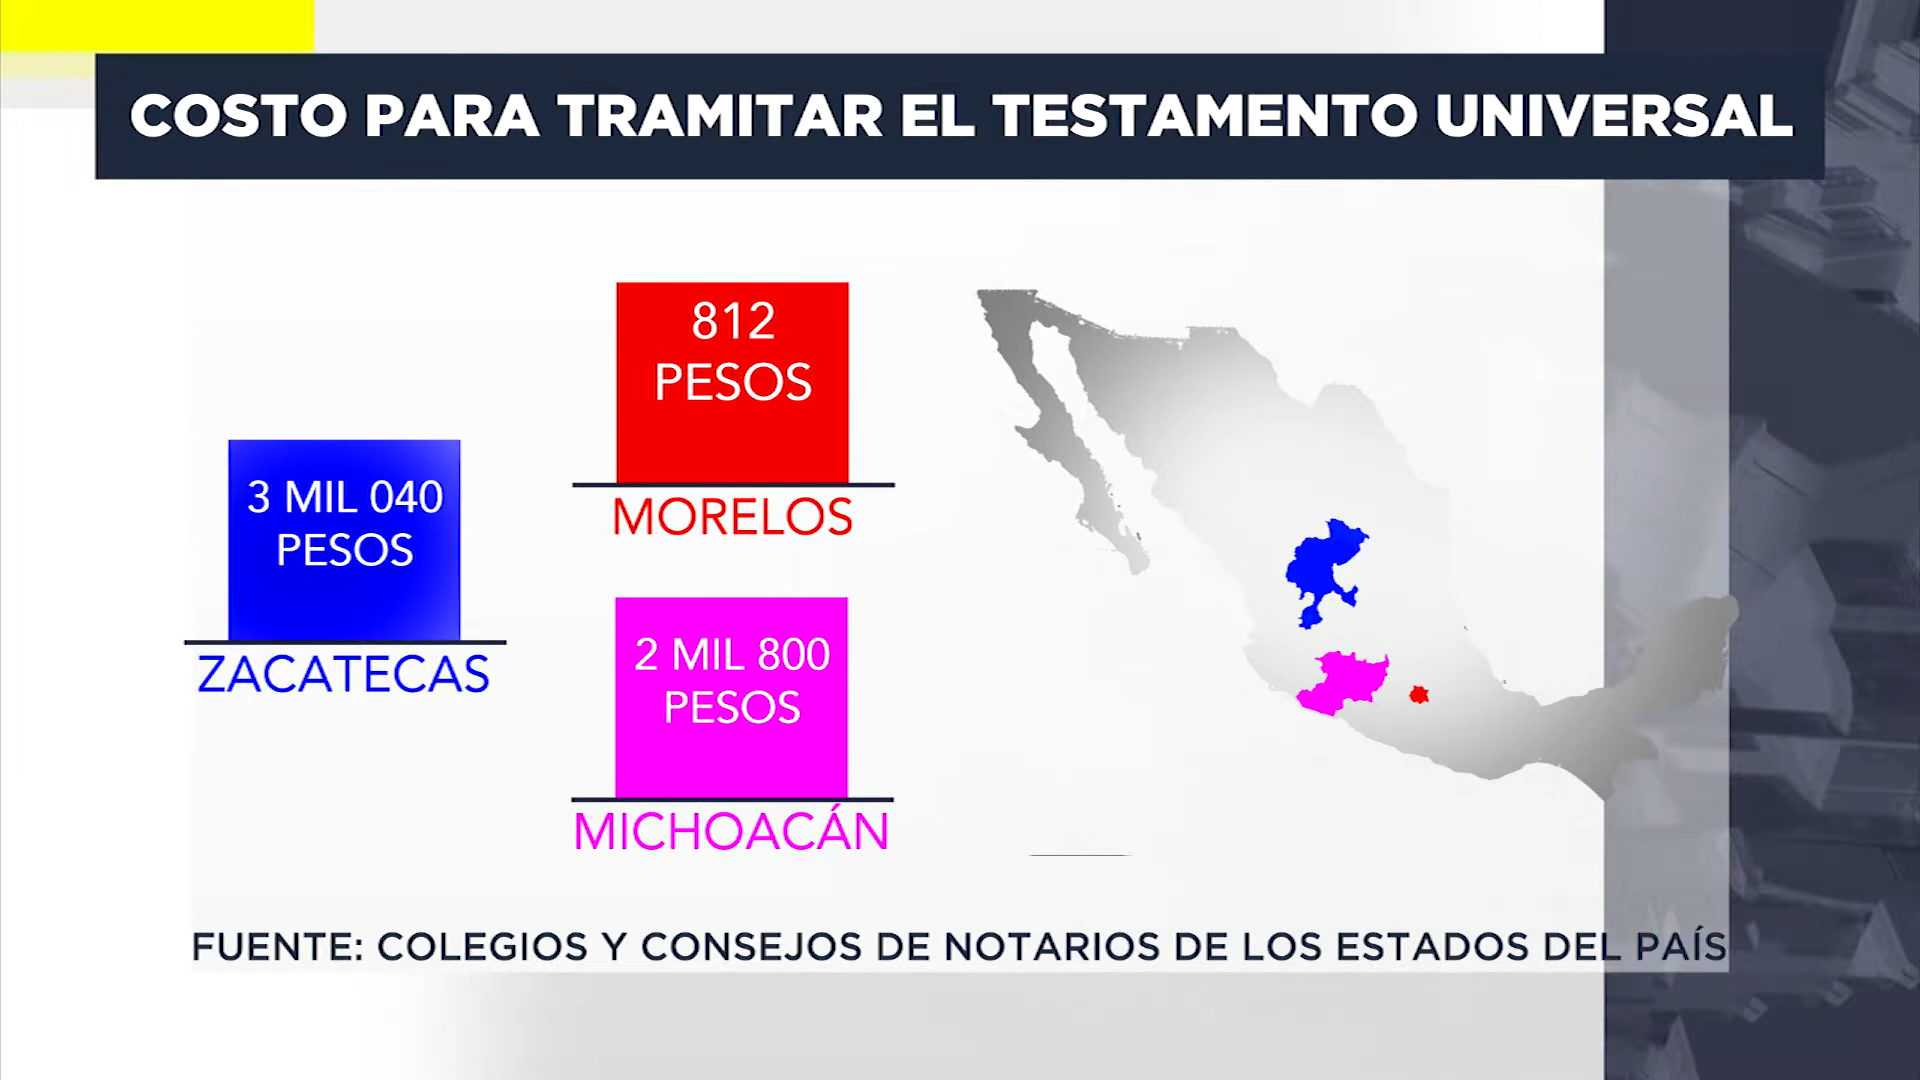 COSTO PARA TRAMITAR EL TESTAMENTO UNIVERSAL
812
PESOS
MORELOS
3 MIL 040
PESOS
ZACATECAS
2 MIL 800
PESOS
MICHOACÁN
FUENTE: COLEGIOS Y CONSEJOS DE NOTARIOS DE LOS ESTADOS DEL PAÍS